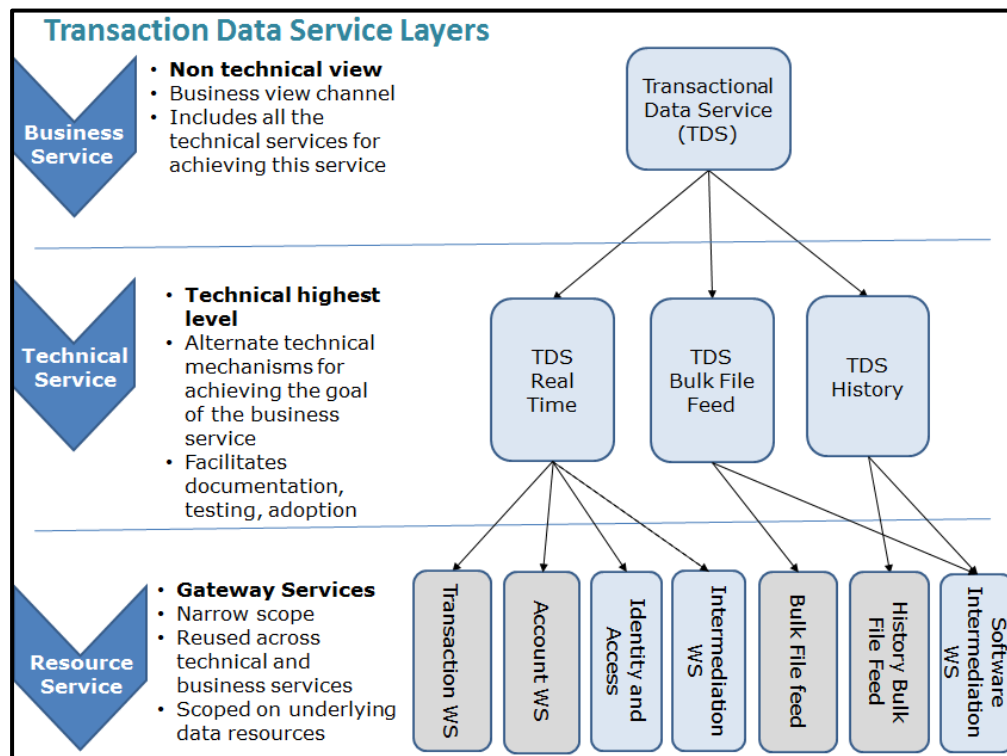 Transaction Data Service Layers
Business
Service
• Non technical view
• Business view channel
• Includes all the
technical services for
achieving this service
Transactional
Data Service
(TDS)
Technical
Service
• Technical highest
level
• Alternate technical
mechanisms for
achieving the goal
of the business
service
• Facilitates
documentation,
testing, adoption
TDS
Real
Time
TDS
Bulk File
Feed
TDS
History
Resource
Service
• Gateway Services
• Narrow scope
• Reused across
technical and
business services
• Scoped on underlying
data resources
Transaction WS
Account WS
Identity and
Access
Intermediation
WS
Bulk File feed
History Bulk
File Feed
Software
Intermediation
WS